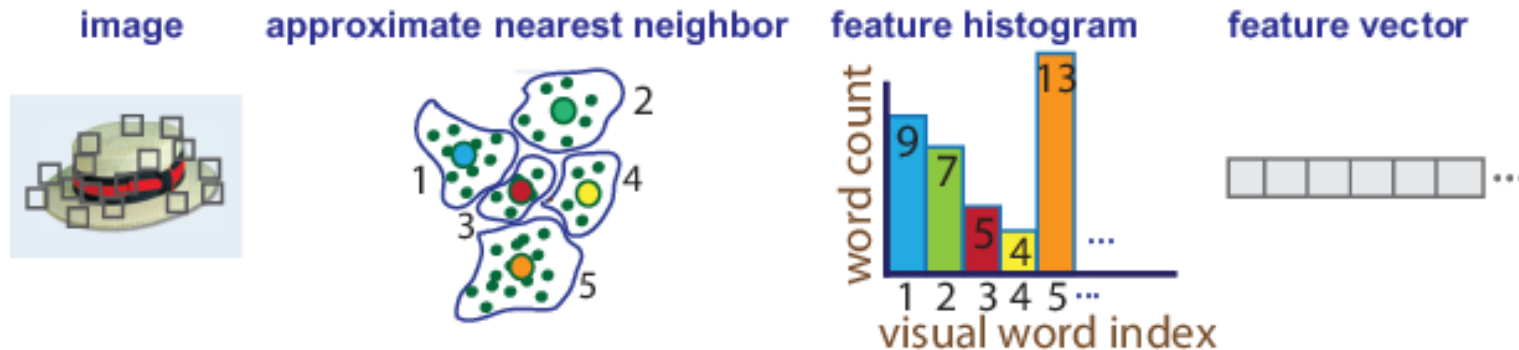 image
approximate nearest neighbor
feature histogram
feature vector
1
2
3
4
5
word count
9
7
5
4
13
...
1 2 3 4 5 ...
visual word index
...